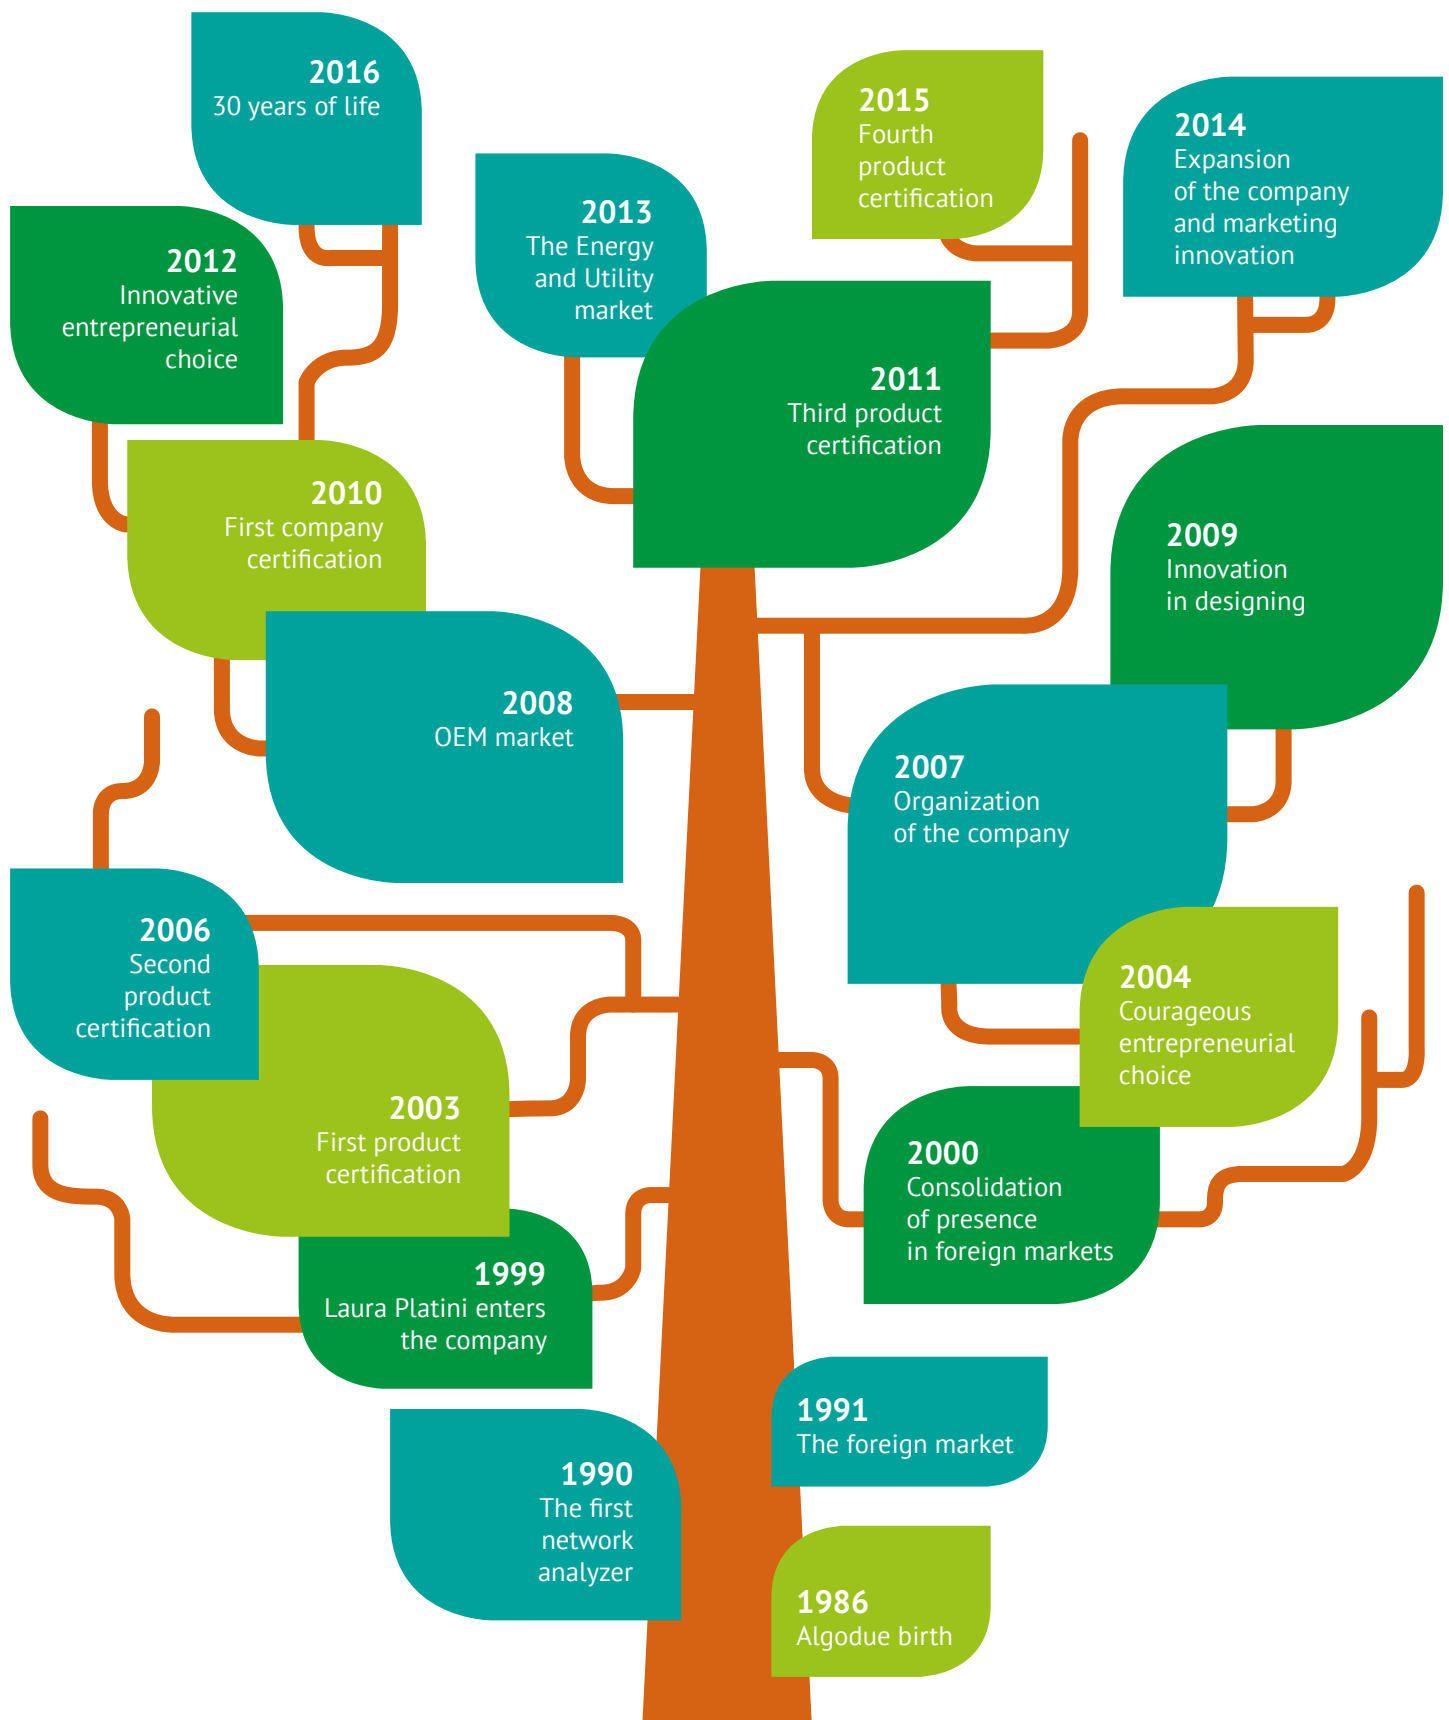 2016
30 years of life
2015
Fourth
product
certification
2014
Expansion
of the company
and marketing
innovation
2013
The Energy
and Utility
market
2012
Innovative
entrepreneurial
choice
2011
Third product
certification
2010
First company
certification
2009
Innovation
in designing
2008
OEM market
2007
Organization
of the company
2006
Second
product
certification
2004
Courageous
entrepreneurial
choice
2003
First product
certification
2000
Consolidation
of presence
in foreign markets
1999
Laura Platini enters
the company
1991
The foreign market
1990
The first
network
analyzer
1986
Algodue birth